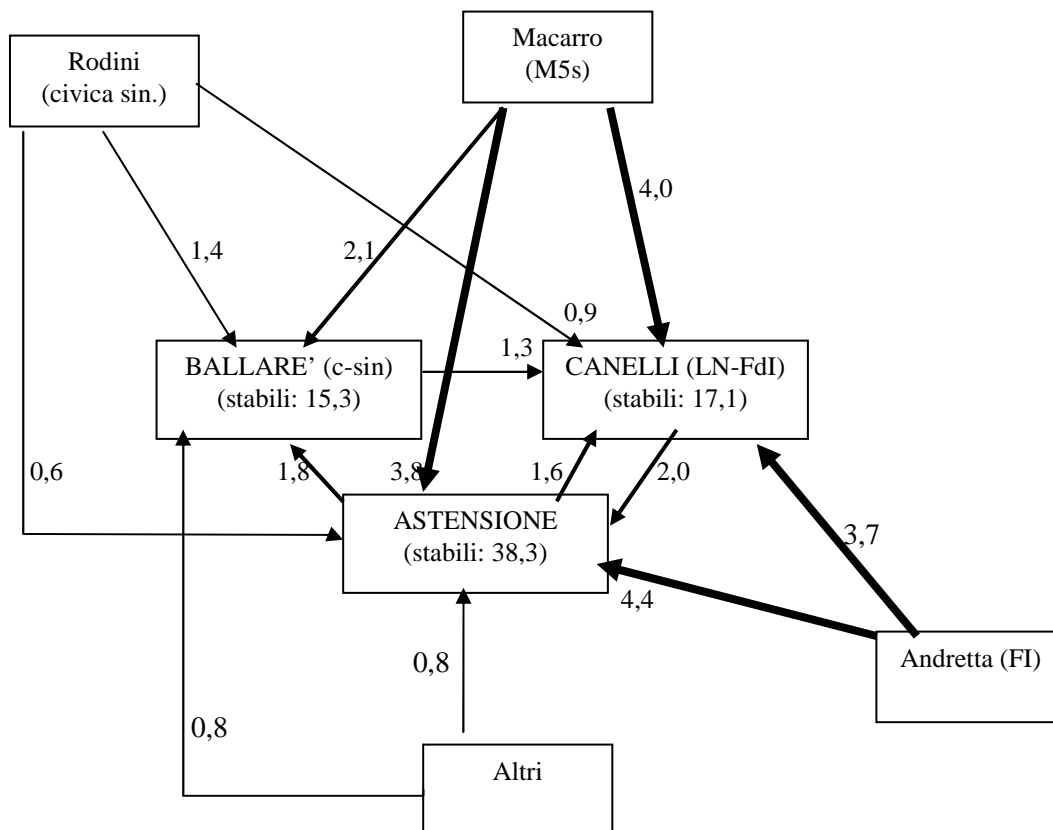 Macarro
(M5s)
Rodini
(civica sin.)
4,0
1,4
2,1
0,9
1,3
BALLARE’ (c-sin)
(stabili: 15,3)
CANELLI (LN-FdI)
(stabili: 17,1)
0,6
1,8
3,8
1,6
2,0
ASTENSIONE
(stabili: 38,3)
3,7
4,4
Andretta (FI)
0,8
0,8
Altri